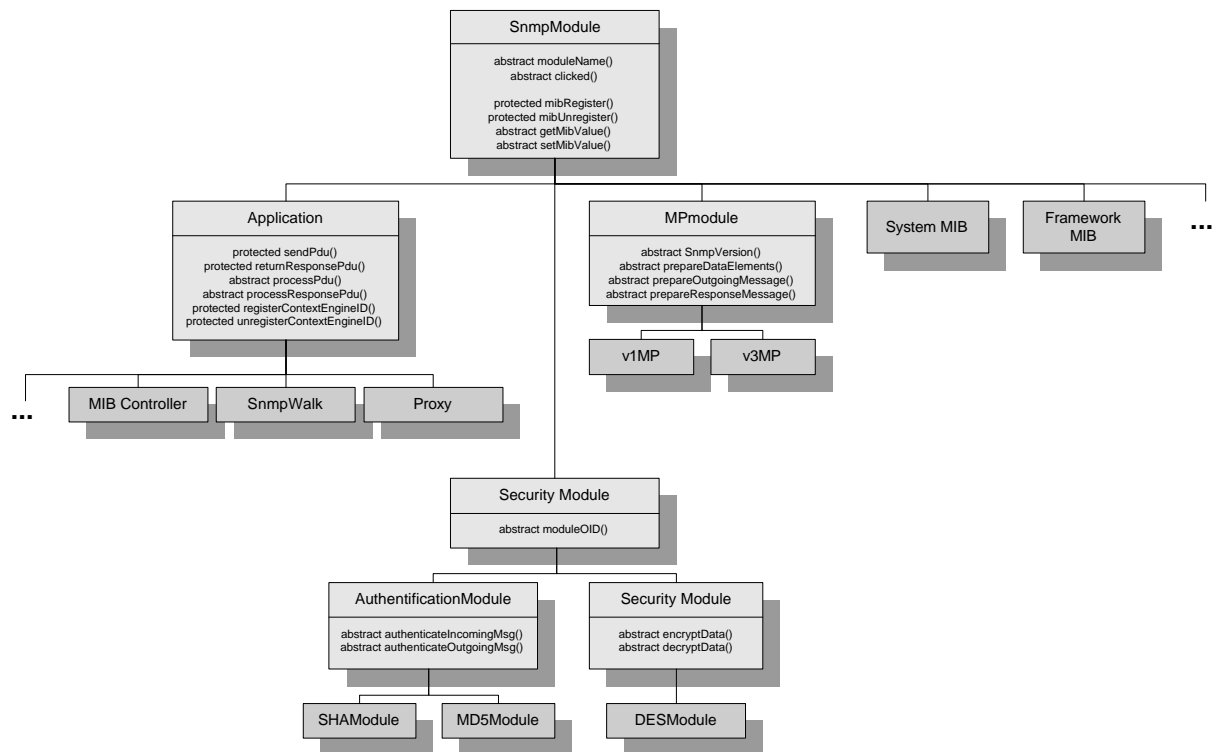 SnmpModule
abstract moduleName()
abstract clicked()
protected mibRegister()
protected mibUnregister()
abstract getMibValue()
abstract setMibValue()
Application
protected sendPdu()
protected returnResponsePdu()
abstract processPdu()
abstract processResponsePdu()
protected registerContextEngineID()
protected unregisterContextEngineID()
MPmodule
abstract SnmpVersion()
abstract prepareDataElements()
abstract prepareOutgoingMessage()
abstract prepareResponseMessage()
System MIB
Framework
MIB
...
v1MP
v3MP
...
MIB Controller
SnmpWalk
Proxy
Security Module
abstract moduleOID()
AuthentificationModule
abstract authenticateIncomingMsg()
abstract authenticateOutgoingMsg()
Security Module
abstract encryptData()
abstract decryptData()
SHAModule
MD5Module
DESModule